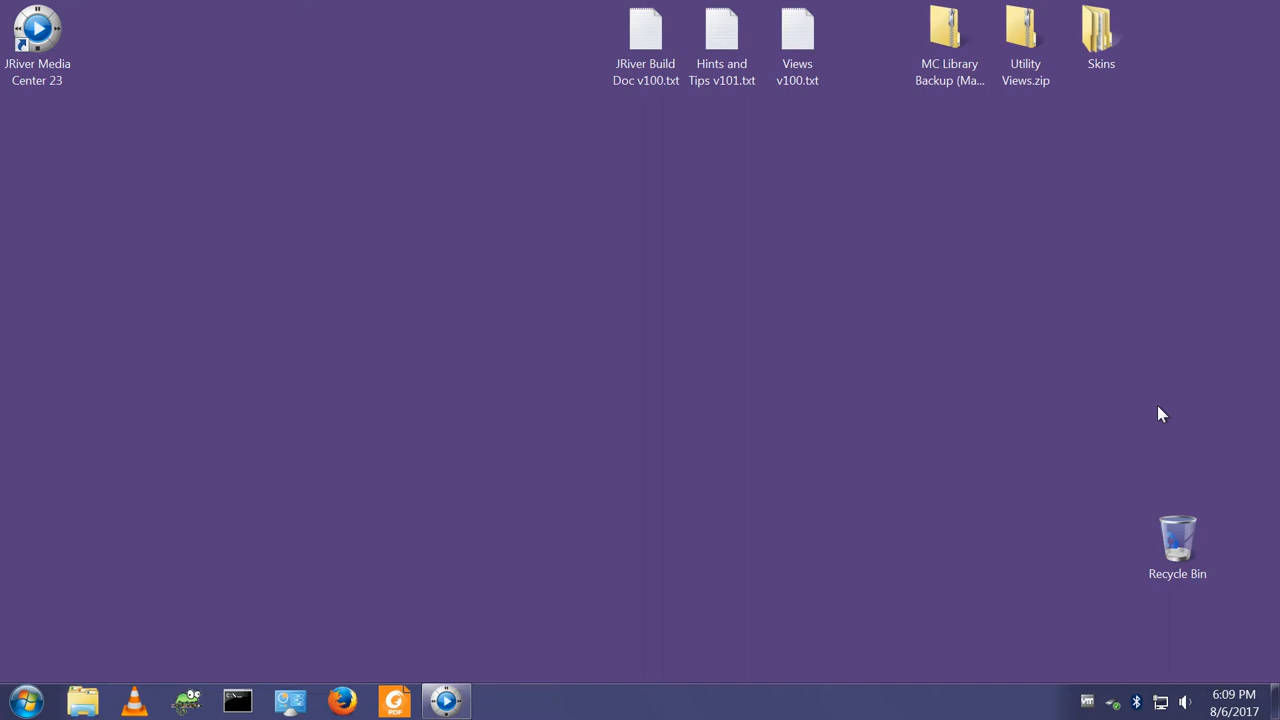 JRiver Media
Center 23
JRiver Build
Doc v100.txt
Hints and
Tips v101.txt
Views
v100.txt
MC Library
Backup (Ma...
Utility
Views.zip
Skins
Recycle Bin
PDF
6:09 PM
8/6/2017